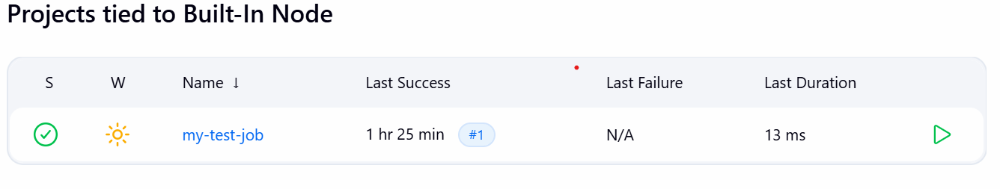 Projects tied to Built-In Node
S W Name ↓ Last Success Last Failure Last Duration
my-test-job 1 hr 25 min #1 N/A 13 ms